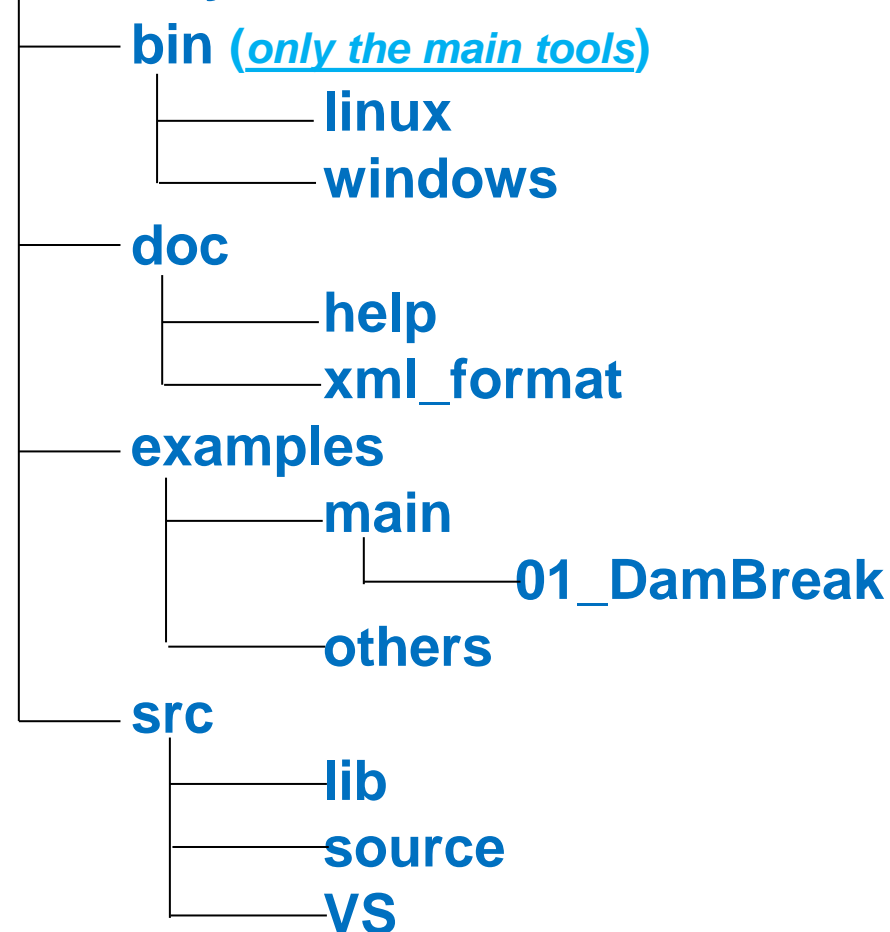 bin (only the main tools)
linux
windows
doc
help
xml_format
examples
main
01_DamBreak
others
src
lib
source
VS